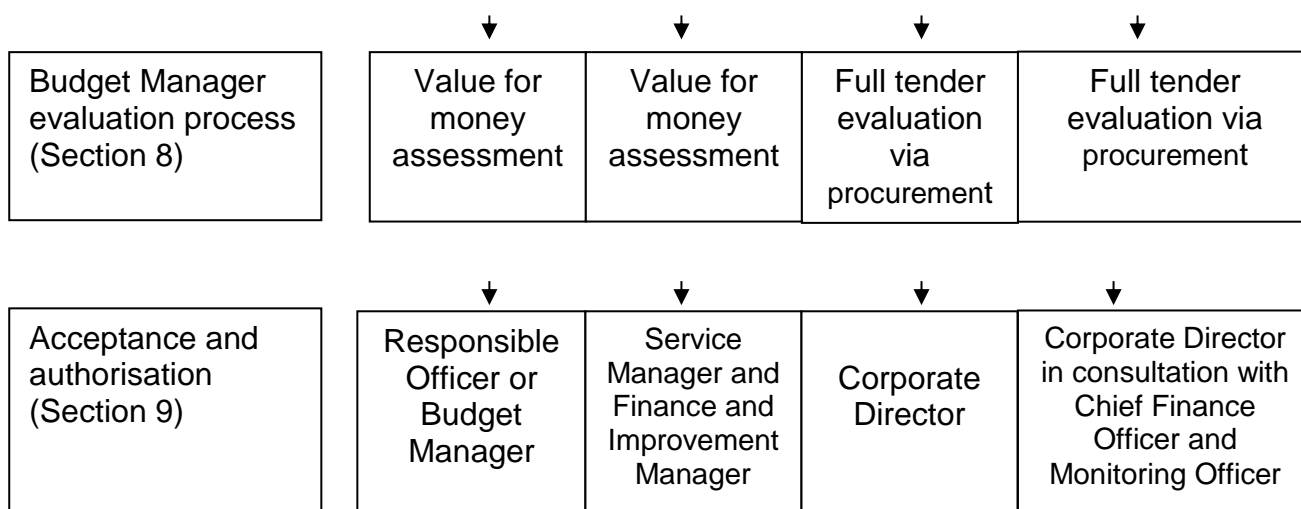 Budget Manager
evaluation process
(Section 8)
Value for
money
assessment
Value for
money
assessment
Full tender
evaluation
via
procurement
Full tender
evaluation via
procurement
Acceptance and
authorisation
(Section 9)
Responsible
Officer or
Budget
Manager
Service
Manager and
Finance and
Improvement
Manager
Corporate
Director
Corporate Director
in consultation with
Chief Finance
Officer and
Monitoring Officer